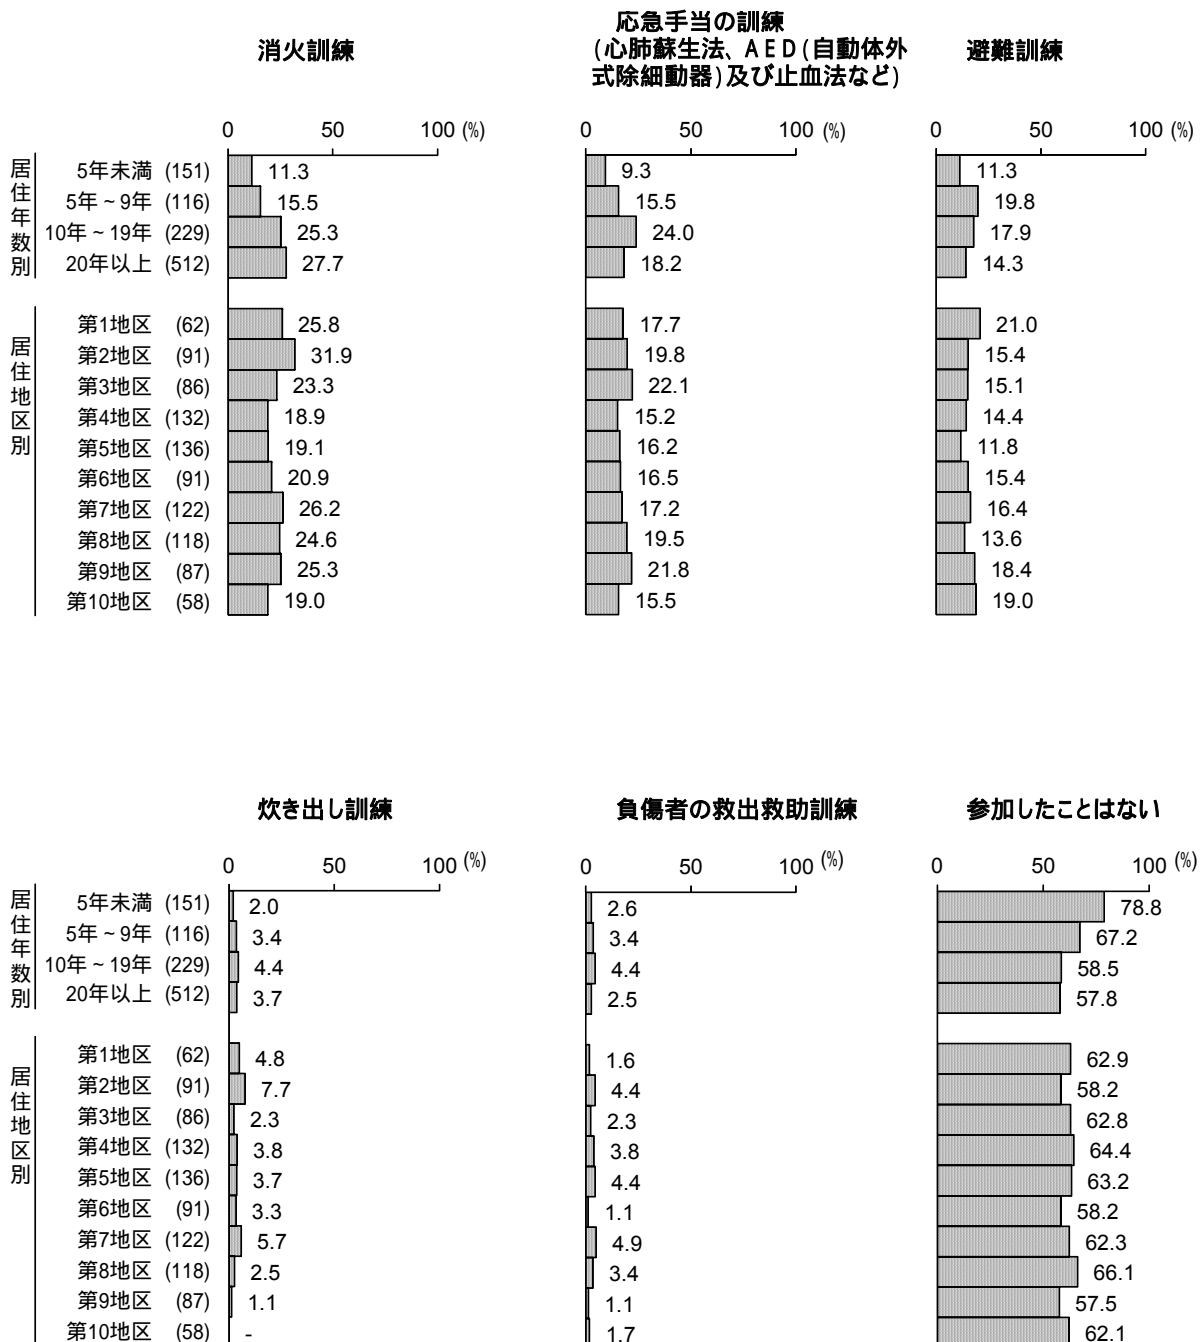 消火訓練
応急手当の訓練
(心肺蘇生法、AED(自動体外
式除細動器)及び止血法など)
避難訓練
0 50 100 (%) 0 50 100 (%) 0 50 100 (%)
居住年数別
5年未満 (151) 11.3 9.3 11.3
5年~9年 (116) 15.5 15.5 19.8
10年~19年 (229) 25.3 24.0 17.9
20年以上 (512) 27.7 18.2 14.3
居住地区別
第1地区 (62) 25.8 17.7 21.0
第2地区 (91) 31.9 19.8 15.4
第3地区 (86) 23.3 22.1 15.1
第4地区 (132) 18.9 15.2 14.4
第5地区 (136) 19.1 16.2 11.8
第6地区 (91) 20.9 16.5 15.4
第7地区 (122) 26.2 17.2 16.4
第8地区 (118) 24.6 19.5 13.6
第9地区 (87) 25.3 21.8 18.4
第10地区 (58) 19.0 15.5 19.0
炊き出し訓練 負傷者の救出救助訓練 参加したことはない
0 50 100 (%) 0 50 100 (%) 0 50 100 (%)
居住年数別
5年未満 (151) 2.0 2.6 78.8
5年~9年 (116) 3.4 3.4 67.2
10年~19年 (229) 4.4 4.4 58.5
20年以上 (512) 3.7 2.5 57.8
居住地区別
第1地区 (62) 4.8 1.6 62.9
第2地区 (91) 7.7 4.4 58.2
第3地区 (86) 2.3 2.3 62.8
第4地区 (132) 3.8 3.8 64.4
第5地区 (136) 3.7 4.4 63.2
第6地区 (91) 3.3 1.1 58.2
第7地区 (122) 5.7 4.9 62.3
第8地区 (118) 2.5 3.4 66.1
第9地区 (87) 1.1 1.1 57.5
第10地区 (58) - 1.7 62.1